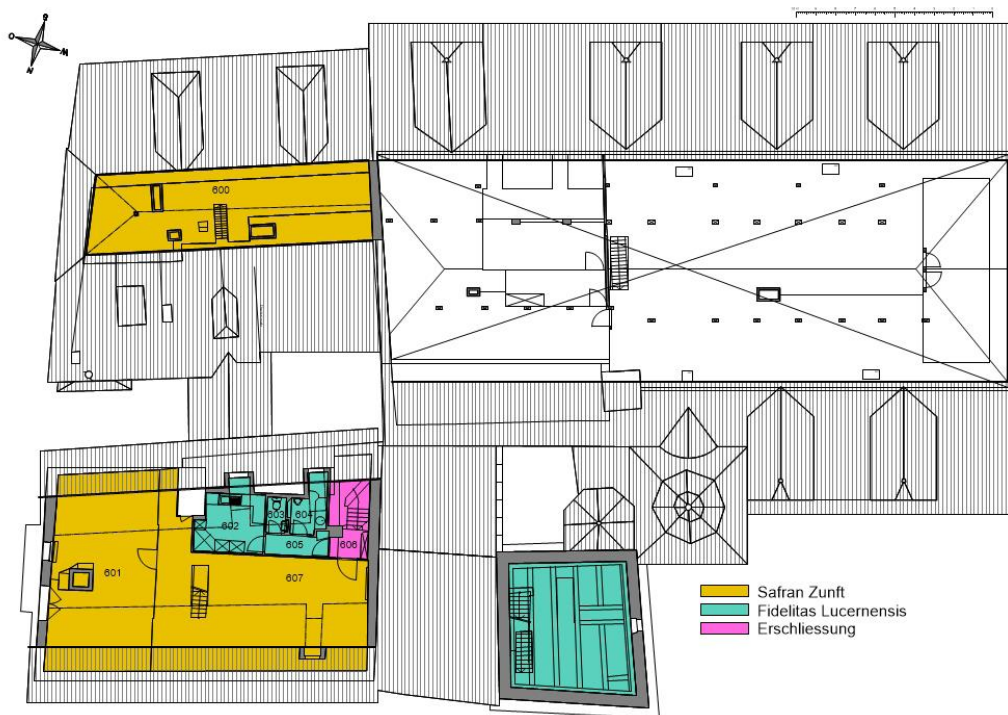 S
O
W
N
600
601
602
603
604
605
606
607
Safran Zunft
Fidelitas Lucernensis
Erschliessung